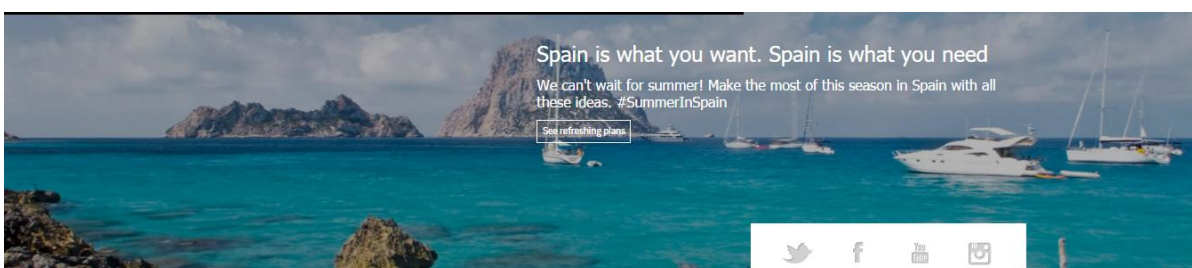 Spain is what you want. Spain is what you need
We can't wait for summer! Make the most of this season in Spain with all
these ideas. #SummerInSpain
See refreshing plans
You
Tube